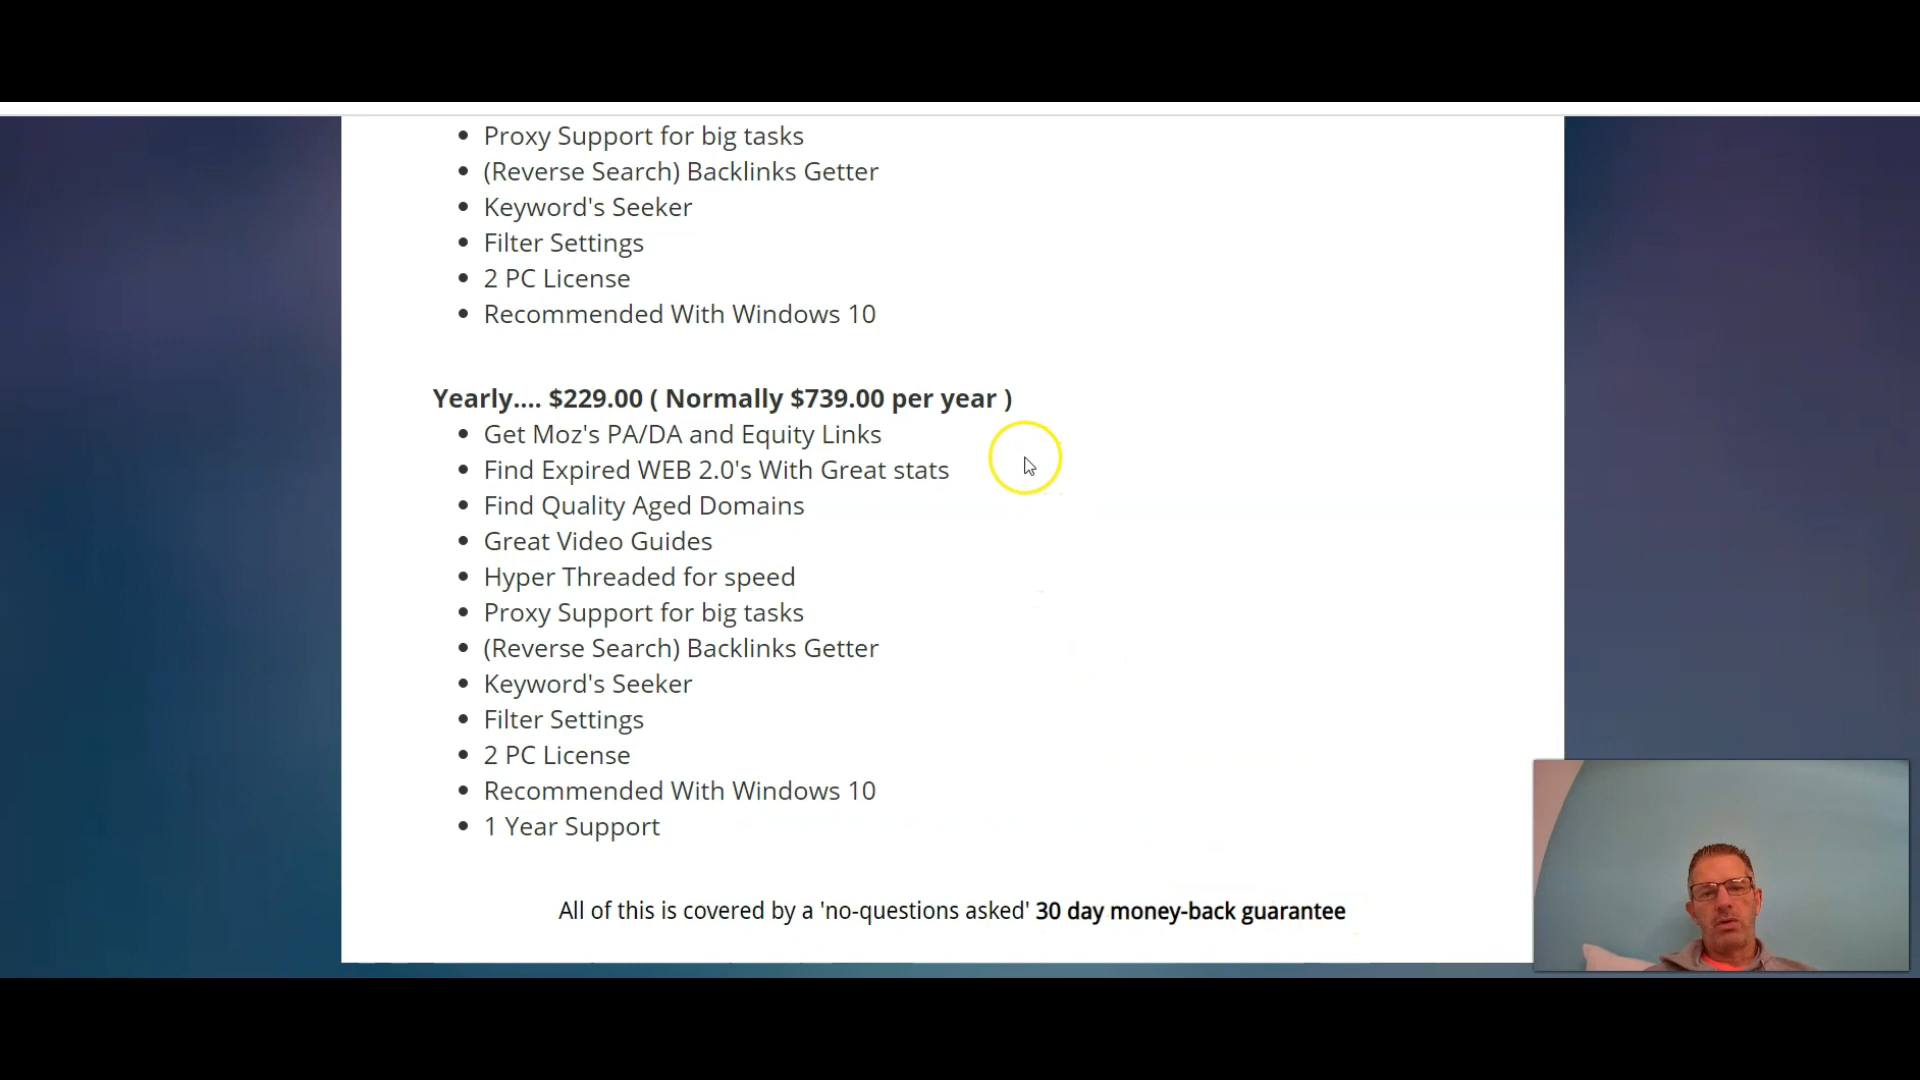 Proxy Support for big tasks
(Reverse Search) Backlinks Getter
Keyword's Seeker
Filter Settings
2 PC License
Recommended With Windows 10
Yearly.... $229.00 ( Normally $739.00 per year )
Get Moz's PA/DA and Equity Links
Find Expired WEB 2.0's With Great stats
Find Quality Aged Domains
Great Video Guides
Hyper Threaded for speed
Proxy Support for big tasks
(Reverse Search) Backlinks Getter
Keyword's Seeker
Filter Settings
2 PC License
Recommended With Windows 10
1 Year Support
All of this is covered by a 'no-questions asked' 30 day money-back guarantee